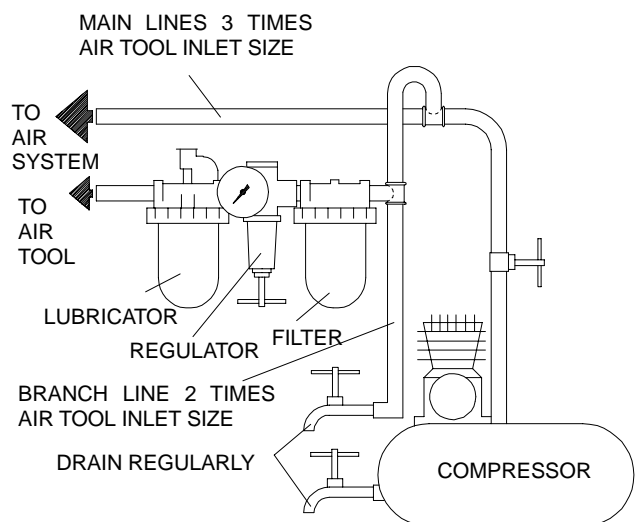 MAIN LINES 3 TIMES
AIR TOOL INLET SIZE
TO
AIR
SYSTEM
TO
AIR
TOOL
LUBRICATOR
REGULATOR
FILTER
BRANCH LINE 2 TIMES
AIR TOOL INLET SIZE
DRAIN REGULARLY
COMPRESSOR